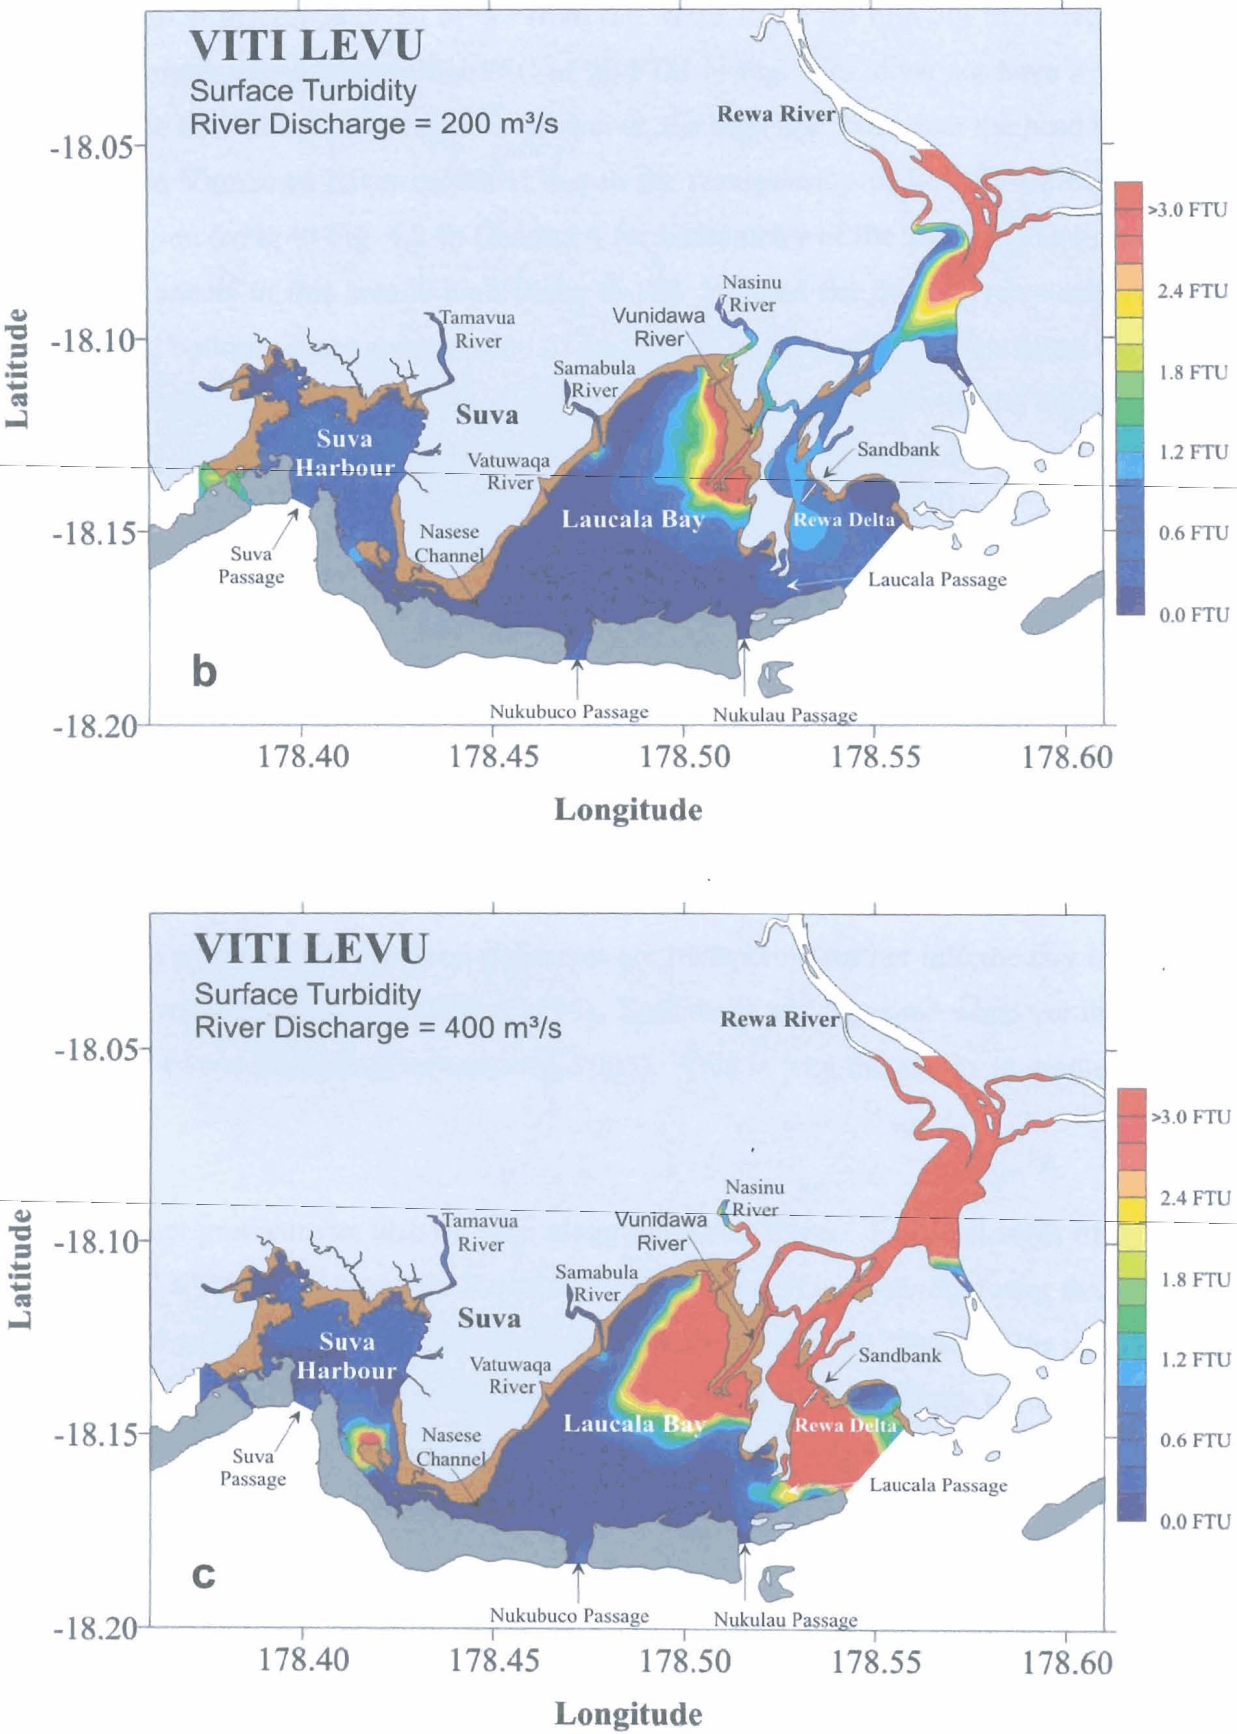 VITI LEVU
Surface Turbidity
River Discharge = 200 m³/s
Rewa River
-18.05
>3.0 FTU
Nasinu
River
2.4 FTU
Latitude
Tamavua
River
Vunidawa
River
-18.10
1.8 FTU
Samabula
River
Suva
Suva
Harbour
Vatuwaqa
River
Sandbank
1.2 FTU
Laucala Bay
Rewa Delta
-18.15
Nasese
Channel
0.6 FTU
Suva
Passage
Laucala Passage
0.0 FTU
b
Nukubuco Passage
Nukulau Passage
-18.20
178.40
178.45
178.50
178.55
178.60
Longitude
VITI LEVU
Surface Turbidity
River Discharge = 400 m³/s
Rewa River
-18.05
>3.0 FTU
Nasinu
River
2.4 FTU
Latitude
Tamavua
River
Vunidawa
River
-18.10
1.8 FTU
Samabula
River
Suva
Suva
Harbour
Vatuwaqa
River
Sandbank
1.2 FTU
Laucala Bay
Rewa Delta
-18.15
Nasese
Channel
0.6 FTU
Suva
Passage
Laucala Passage
0.0 FTU
c
Nukubuco Passage
Nukulau Passage
-18.20
178.40
178.45
178.50
178.55
178.60
Longitude